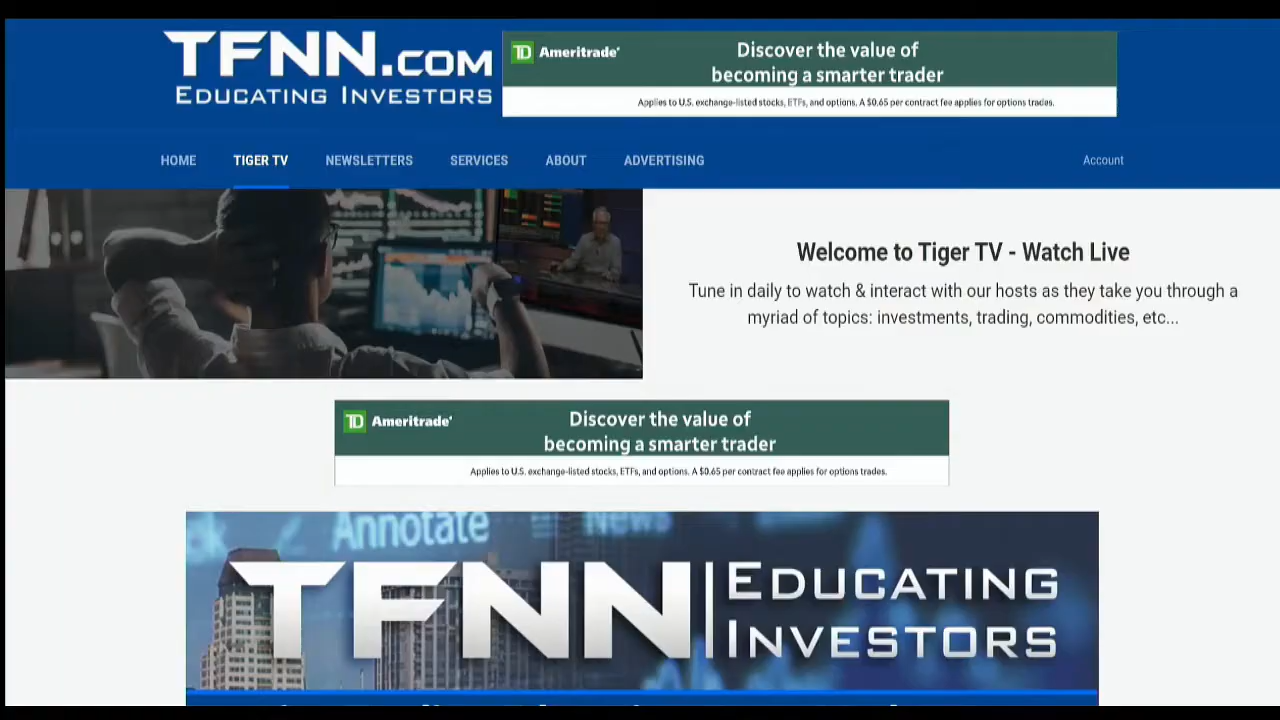 TFNN.COM
EDUCATING INVESTORS
TD Ameritrade
Discover the value of
becoming a smarter trader
Applies to U.S. exchange-listed stocks, ETFs, and options. A $0.65 per contract fee applies for options trades.
HOME TIGER TV NEWSLETTERS SERVICES ABOUT ADVERTISING Account
Welcome to Tiger TV - Watch Live
Tune in daily to watch & interact with our hosts as they take you through a
myriad of topics: investments, trading, commodities, etc...
TD Ameritrade
Discover the value of
becoming a smarter trader
Applies to U.S. exchange-listed stocks, ETFs, and options. A $0.65 per contract fee applies for options trades.
Annotate News
TFNN EDUCATING
INVESTORS